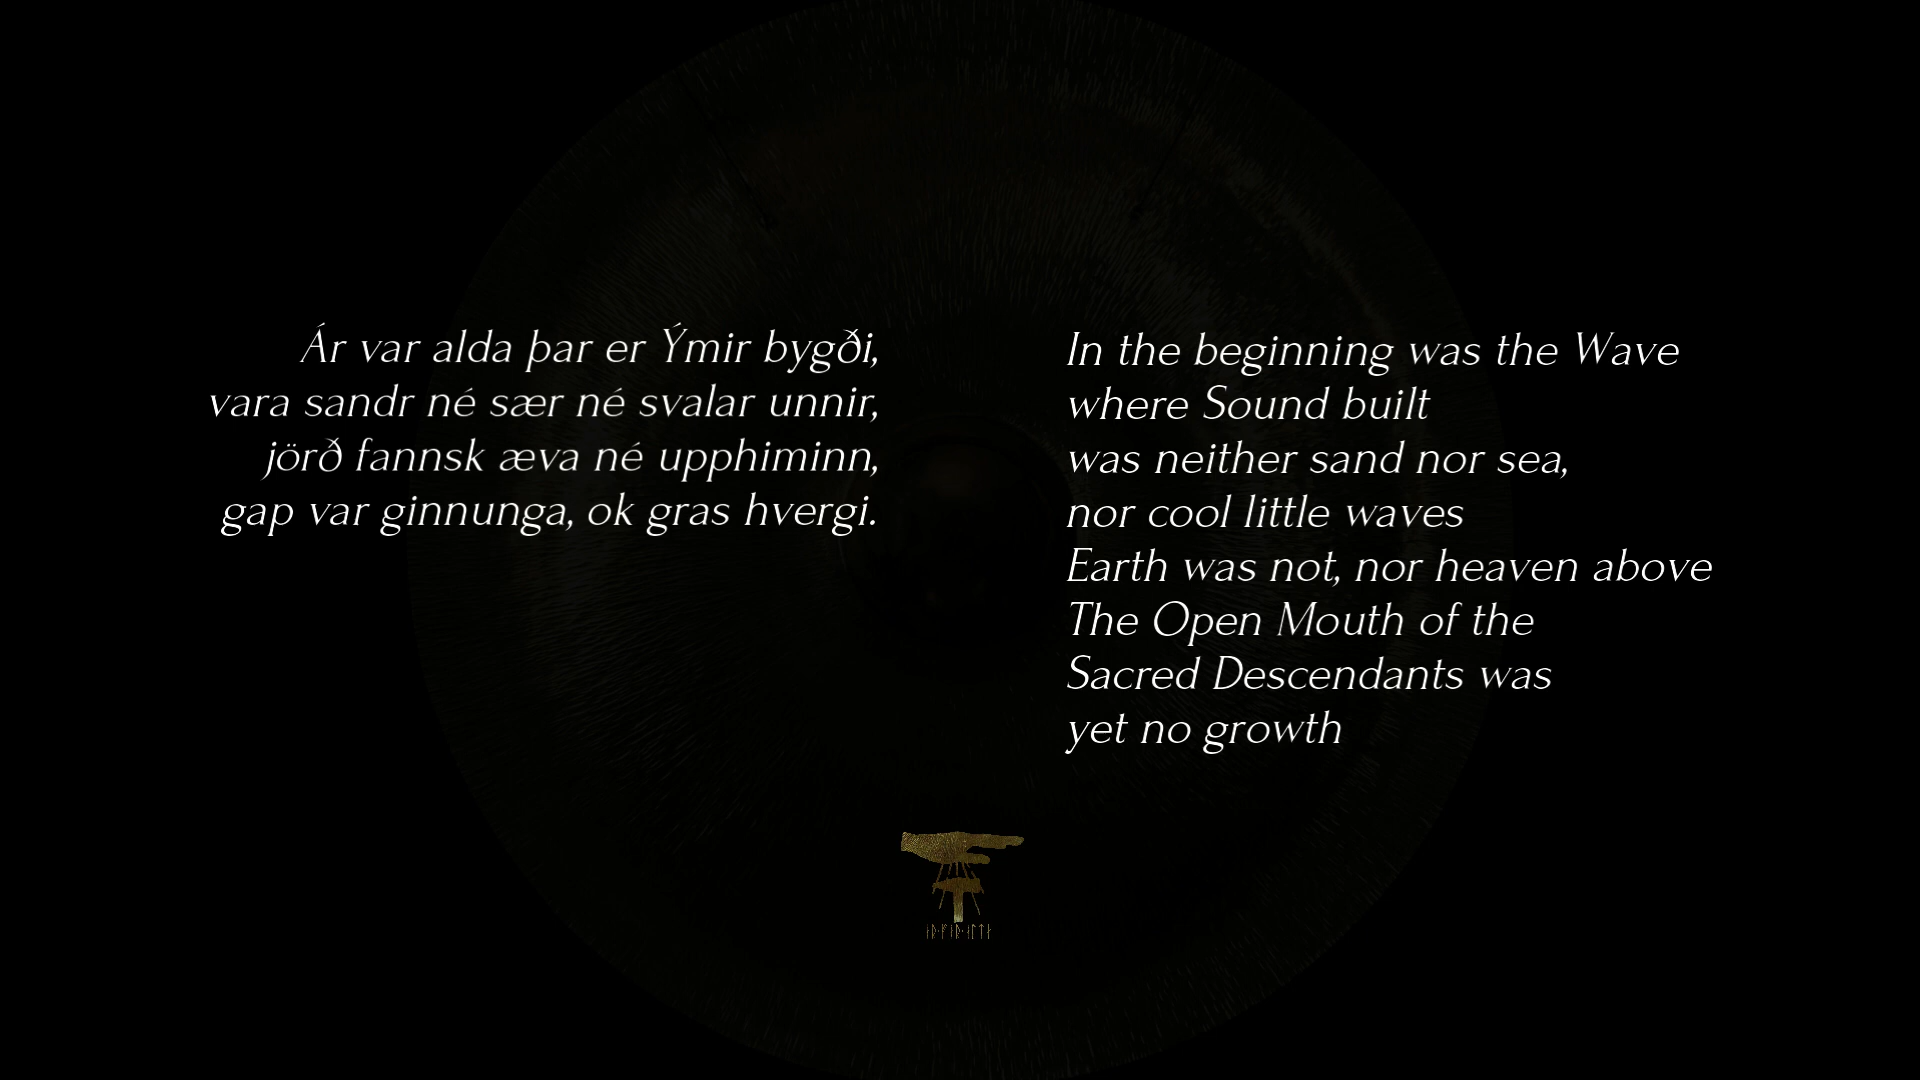 Ár var alda þar er Ýmir bygði,
vara sandr né sær né svalar unnir,
jörð fannsk æva né upphiminn,
gap var ginnunga, ok gras hvergi.
In the beginning was the Wave
where Sound built
was neither sand nor sea,
nor cool little waves
Earth was not, nor heaven above
The Open Mouth of the
Sacred Descendants was
yet no growth